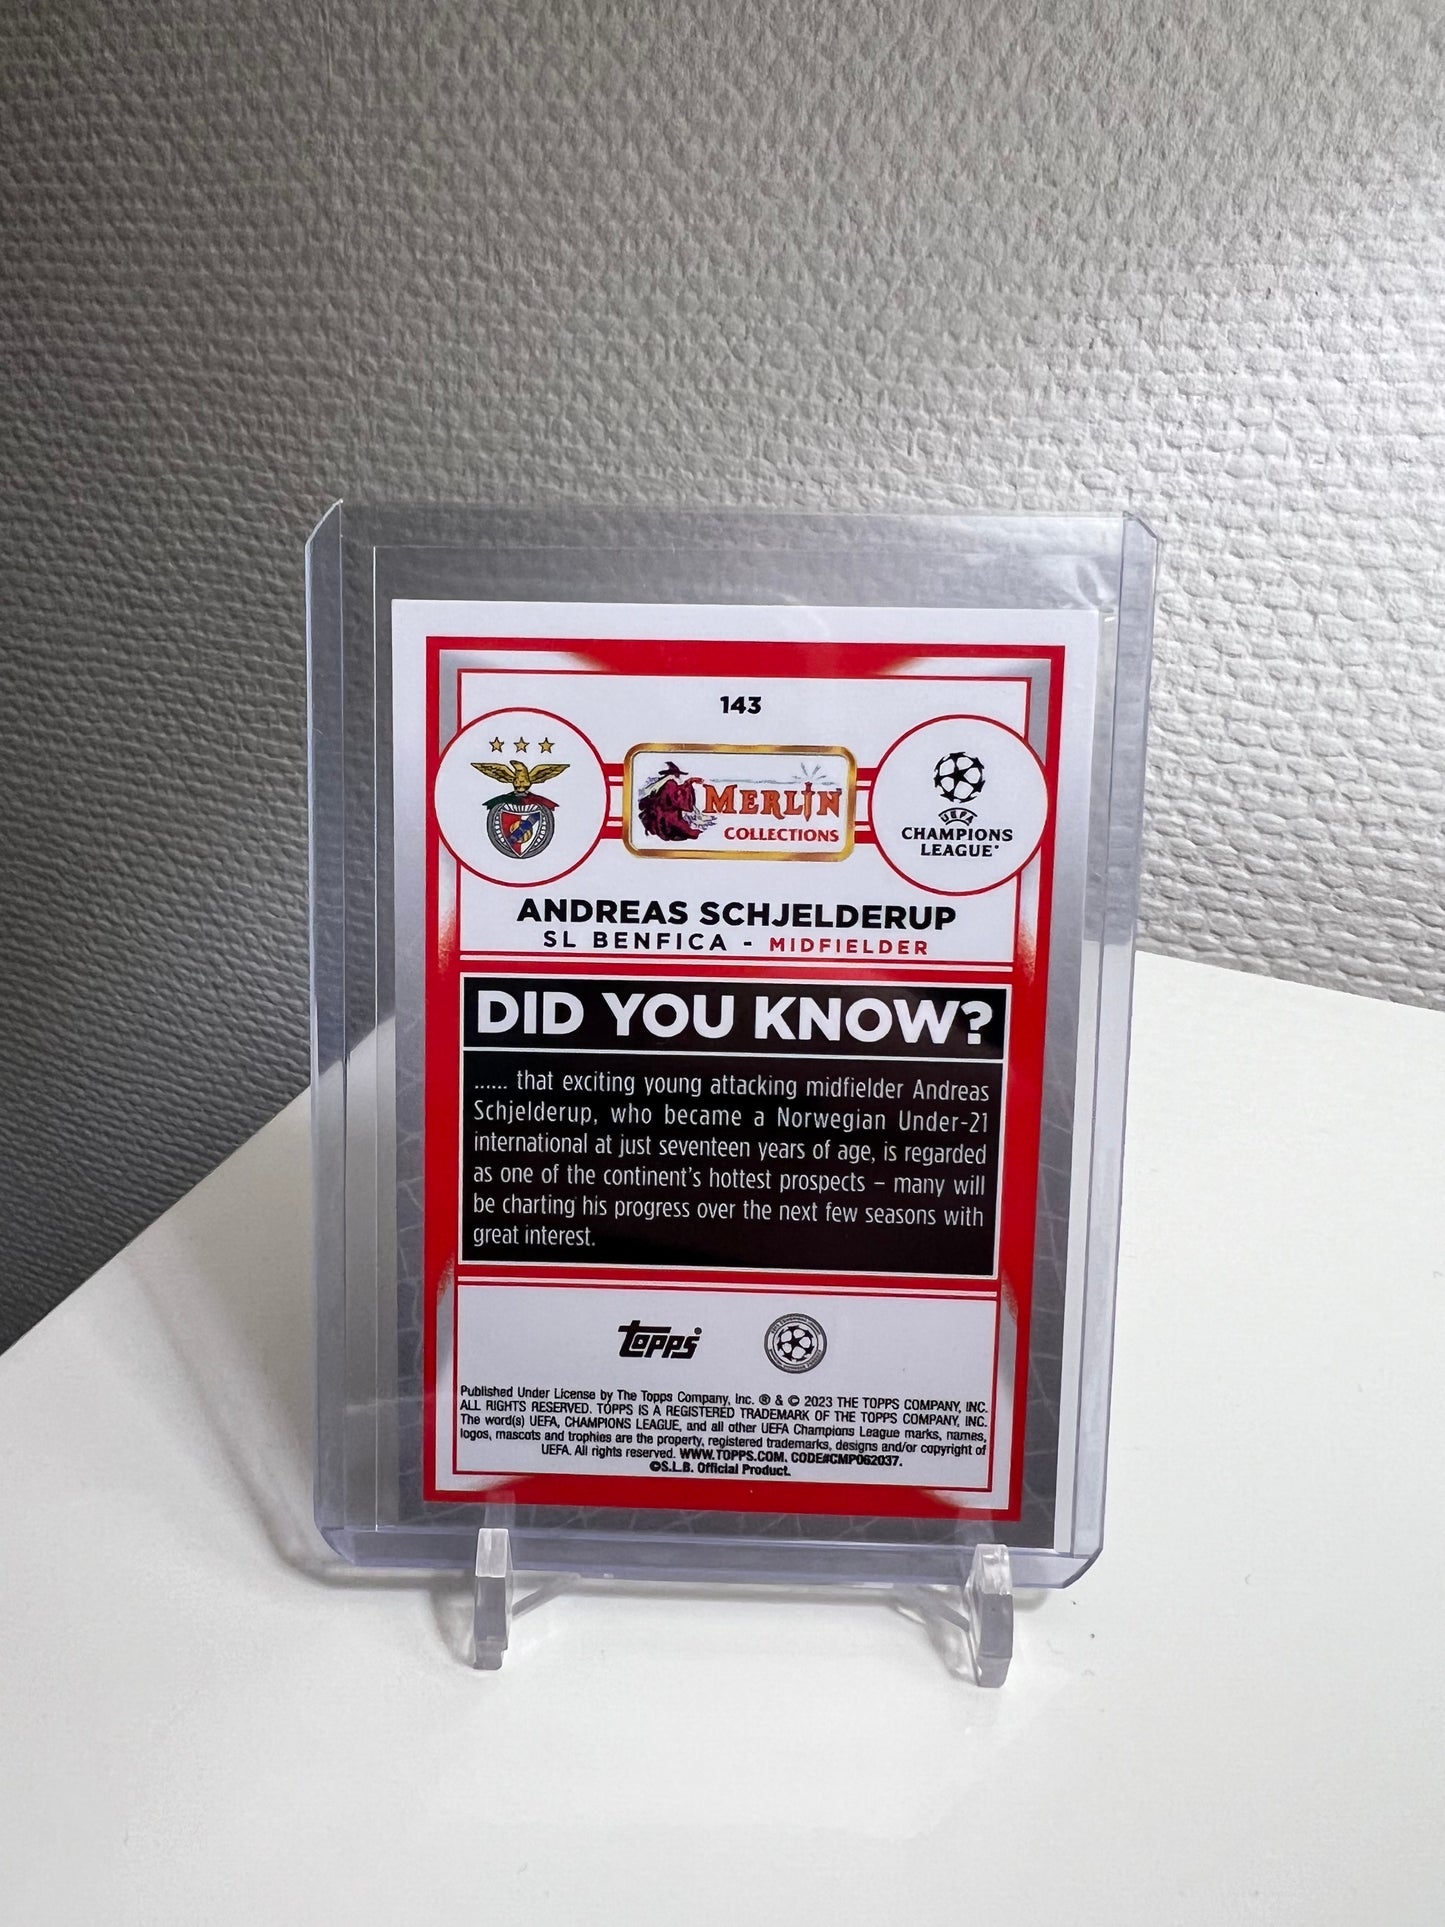 143
MERLIN
COLLECTIONS
UEFA
CHAMPIONS
LEAGUE
ANDREAS SCHJELDERUP
SL BENFICA - MIDFIELDER
DID YOU KNOW?
...... that exciting young attacking midfielder Andreas
Schjelderup, who became a Norwegian Under-21
international at just seventeen years of age, is regarded
as one of the continent's hottest prospects – many will
be charting his progress over the next few seasons with
great interest.
Topps®
Published Under License by The Topps Company, Inc. ® & © 2023 THE TOPPS COMPANY, INC.
ALL RIGHTS RESERVED. TOPPS IS A REGISTERED TRADEMARK OF THE TOPPS COMPANY, INC.
The word(s) UEFA, CHAMPIONS LEAGUE, and all other UEFA Champions League marks, names,
logos, mascots and trophies are the property, registered trademarks, designs and/or copyright of
UEFA. All rights reserved. WWW.TOPPS.COM. CODE#CMP062037.
©S.L.B. Official Product.